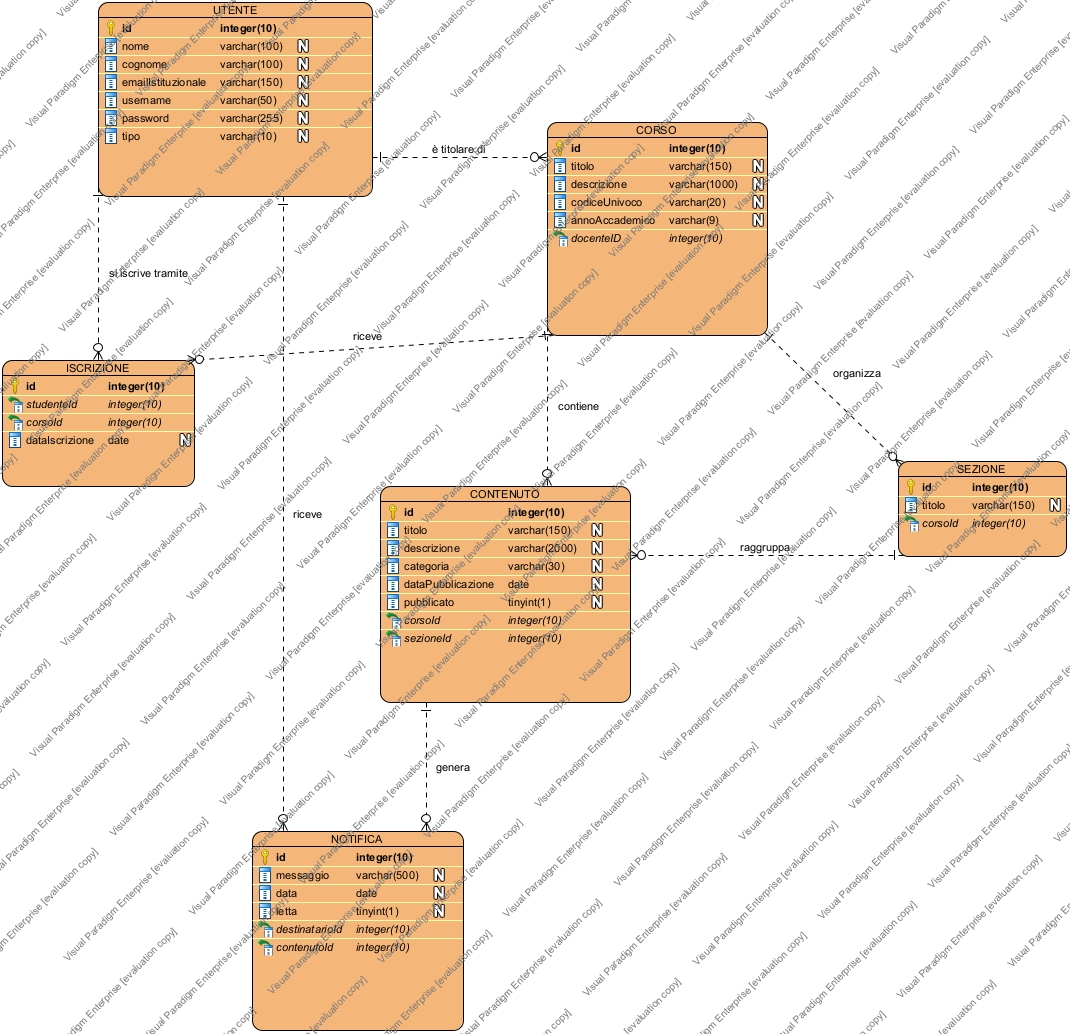 UTENTE
id integer(10)
nome varchar(100) N
cognome varchar(100) N
emailIstituzionale varchar(150) N
username varchar(50) N
password varchar(255) N
tipo varchar(10) N
è titolare di
CORSO
id integer(10)
titolo varchar(150) N
descrizione varchar(1000) N
codiceUnivoco varchar(20) N
annoAccademico varchar(9) N
docenteID integer(10)
si iscrive tramite
riceve
organizza
contiene
ISCRIZIONE
id integer(10)
studenteId integer(10)
corsoId integer(10)
dataIscrizione date N
riceve
SEZIONE
id integer(10)
titolo varchar(150) N
corsoId integer(10)
CONTENUTO
id integer(10)
titolo varchar(150) N
descrizione varchar(2000) N
categoria varchar(30) N
dataPubblicazione date N
pubblicato tinyint(1) N
corsoId integer(10)
sezioneId integer(10)
raggruppa
genera
NOTIFICA
id integer(10)
messaggio varchar(500) N
data date N
letta tinyint(1) N
destinatarioId integer(10)
contenutoId integer(10)
Visual Paradigm Enterprise [evaluation copy]